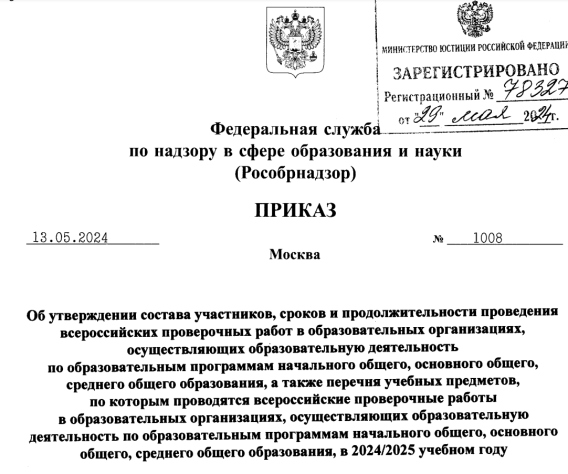 МИНИСТЕРСТВО ЮСТИЦИИ РОССИЙСКОЙ ФЕДЕРАЦИИ
ЗАРЕГИСТРИРОВАНО
Регистрационный № 78327
от "29" мая 2024г.
Федеральная служба
по надзору в сфере образования и науки
(Рособрнадзор)
ПРИКАЗ
13.05.2024 № 1008
Москва
Об утверждении состава участников, сроков и продолжительности проведения
всероссийских проверочных работ в образовательных организациях,
осуществляющих образовательную деятельность
по образовательным программам начального общего, основного общего,
среднего общего образования, а также перечня учебных предметов,
по которым проводятся всероссийские проверочные работы
в образовательных организациях, осуществляющих образовательную
деятельность по образовательным программам начального общего, основного
общего, среднего общего образования, в 2024/2025 учебном году